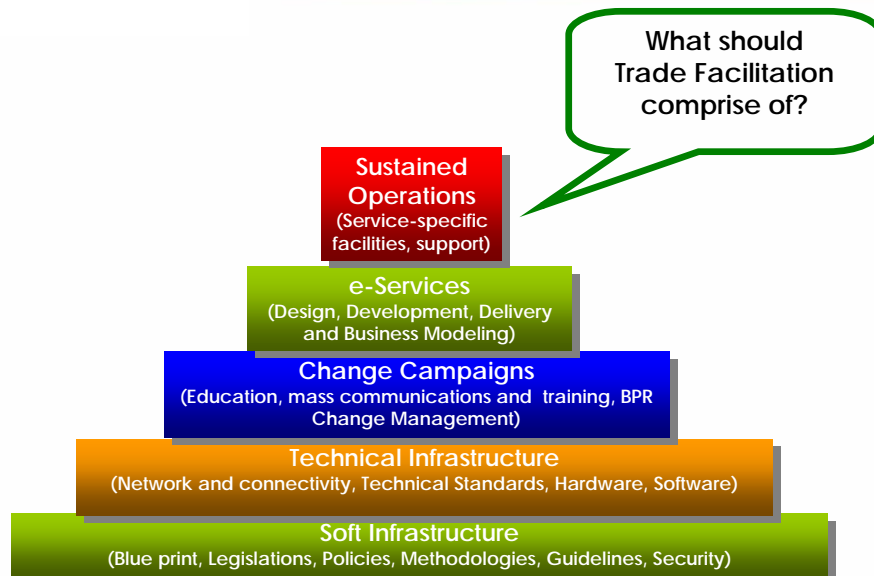 What should
Trade Facilitation
comprise of?
Sustained
Operations
(Service-specific
facilities, support)
e-Services
(Design, Development, Delivery
and Business Modeling)
Change Campaigns
(Education, mass communications and training, BPR
Change Management)
Technical Infrastructure
(Network and connectivity, Technical Standards, Hardware, Software)
Soft Infrastructure
(Blue print, Legislations, Policies, Methodologies, Guidelines, Security)